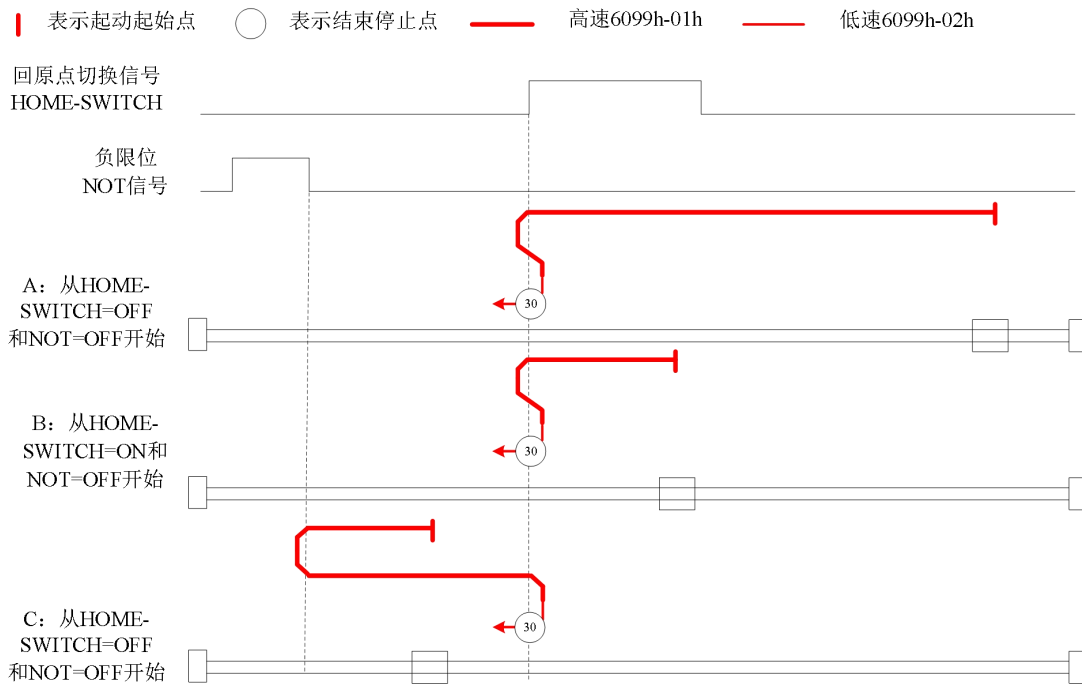 表示起动起始点 表示结束停止点 高速6099h-01h 低速6099h-02h
回原点切换信号
HOME-SWITCH
负限位
NOT信号
A：从HOME-
SWITCH=OFF
和NOT=OFF开始
30
B：从HOME-
SWITCH=ON和
NOT=OFF开始
30
C：从HOME-
SWITCH=OFF
和NOT=OFF开始
30